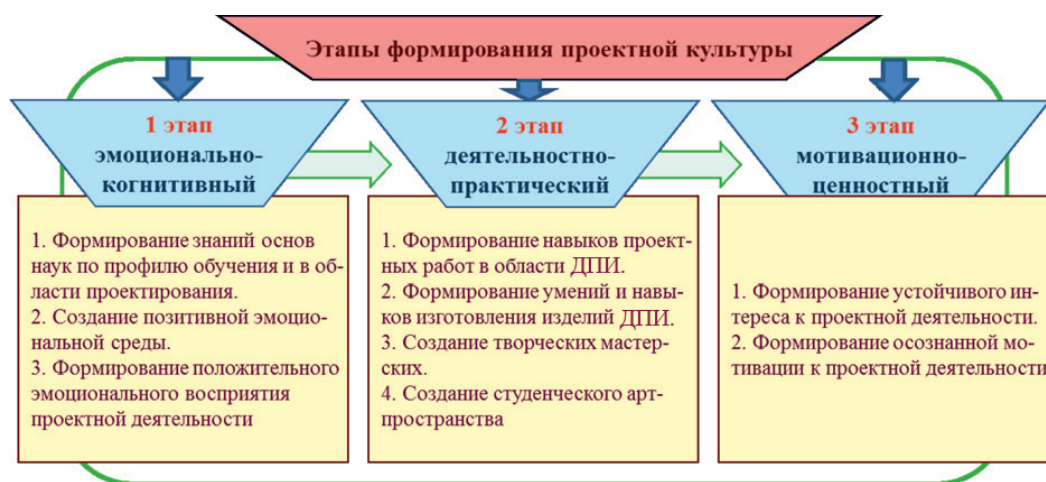 Этапы формирования проектной культуры
1 этап
эмоционально-
когнитивный
1. Формирование знаний основ
наук по профилю обучения и в об-
ласти проектирования.
2. Создание позитивной эмоцио-
нальной среды.
3. Формирование положительного
эмоционального восприятия
проектной деятельности
2 этап
деятельностно-
практический
1. Формирование навыков проект-
ных работ в области ДПИ.
2. Формирование умений и навы-
ков изготовления изделий ДПИ.
3. Создание творческих мастер-
ских.
4. Создание студенческого арт-
пространства
3 этап
мотивационно-
ценностный
1. Формирование устойчивого ин-
тереса к проектной деятельности.
2. Формирование осознанной мо-
тивации к проектной деятельности